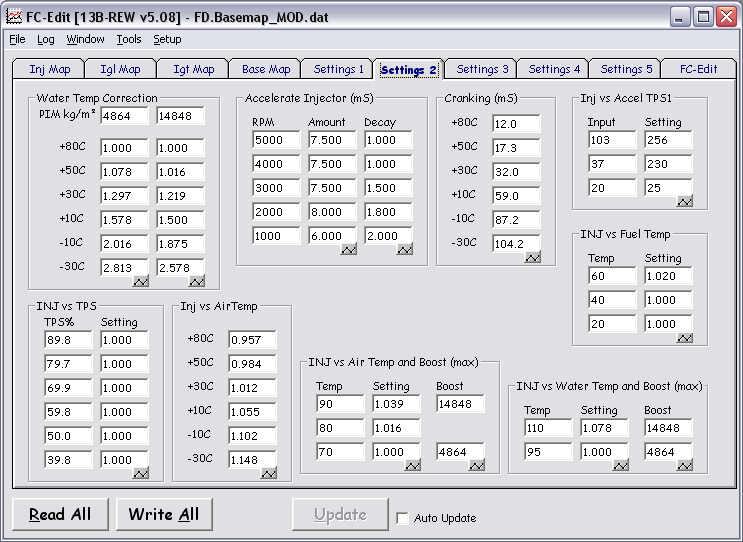 FC-Edit [13B-REW v5.08] - FD.Basemap_MOD.dat
File Log Window Tools Setup
Inj Map Igl Map Igt Map Base Map Settings 1 Settings 2 Settings 3 Settings 4 Settings 5 FC-Edit
Water Temp Correction
PIM kg/m² 4864 14848
+80C 1.000 1.000
+50C 1.078 1.016
+30C 1.297 1.219
+10C 1.578 1.500
-10C 2.016 1.875
-30C 2.813 2.578
Accelerate Injector (mS)
RPM Amount Decay
5000 7.500 1.000
4000 7.500 1.000
3000 7.500 1.500
2000 8.000 1.800
1000 6.000 2.000
Cranking (mS)
+80C 12.0
+50C 17.3
+30C 32.0
+10C 59.0
-10C 87.2
-30C 104.2
Inj vs Accel TPS1
Input Setting
103 256
37 230
20 25
INJ vs Fuel Temp
Temp Setting
60 1.020
40 1.000
20 1.000
INJ vs TPS
TPS% Setting
89.8 1.000
79.7 1.000
69.9 1.000
59.8 1.000
50.0 1.000
39.8 1.000
Inj vs AirTemp
+80C 0.957
+50C 0.984
+30C 1.012
+10C 1.055
-10C 1.102
-30C 1.148
INJ vs Air Temp and Boost (max)
Temp Setting Boost
90 1.039 14848
80 1.016
70 1.000 4864
INJ vs Water Temp and Boost (max)
Temp Setting Boost
110 1.078 14848
95 1.000 4864
Read All Write All Update Auto Update